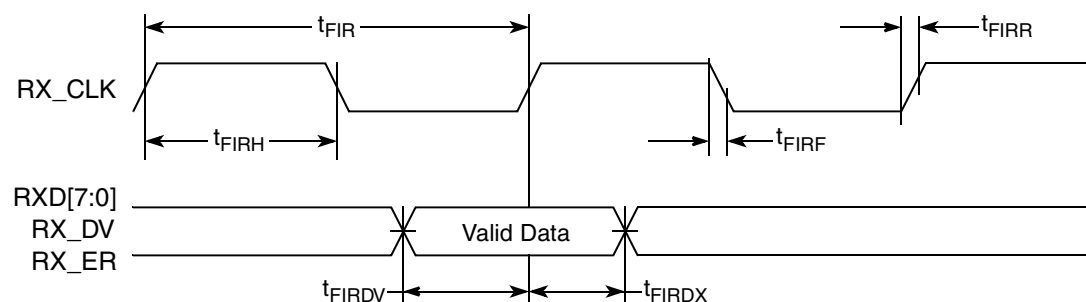 tFIR
tFIRR
RX_CLK
tFIRH
tFIRF
RXD[7:0]
RX_DV
Valid Data
RX_ER
tFIRDV
tFIRDX